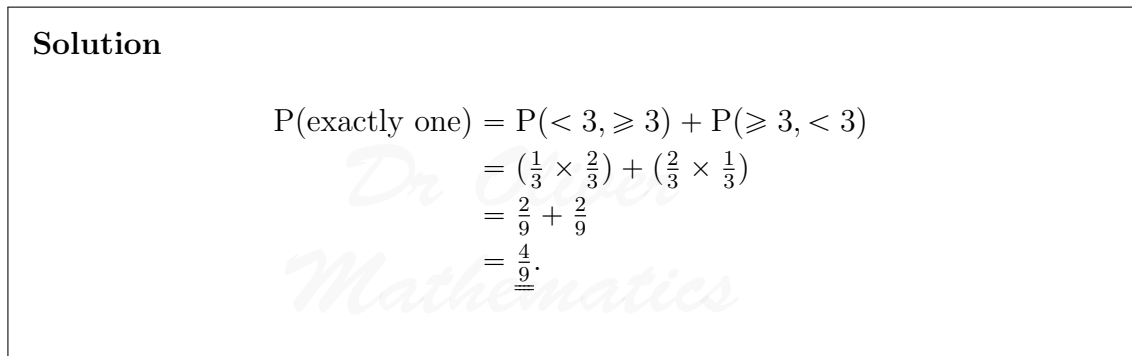 Solution
P(exactly one) = P(< 3, ⩾ 3) + P(⩾ 3, < 3)
= (1/3 × 2/3) + (2/3 × 1/3)
= 2/9 + 2/9
= 4/9.
Dr Oliver
Mathematics